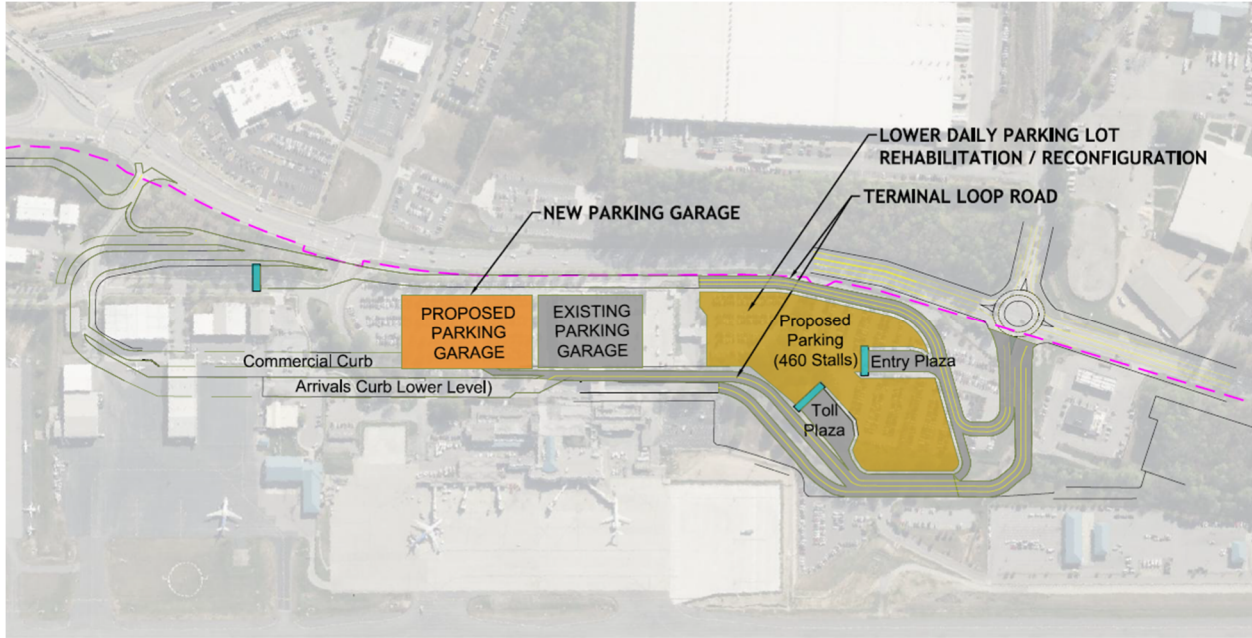 LOWER DAILY PARKING LOT
REHABILITATION / RECONFIGURATION
TERMINAL LOOP ROAD
NEW PARKING GARAGE
PROPOSED
PARKING
GARAGE
EXISTING
PARKING
GARAGE
Proposed
Parking
(460 Stalls)
Entry Plaza
Commercial Curb
Arrivals Curb Lower Level)
Toll
Plaza